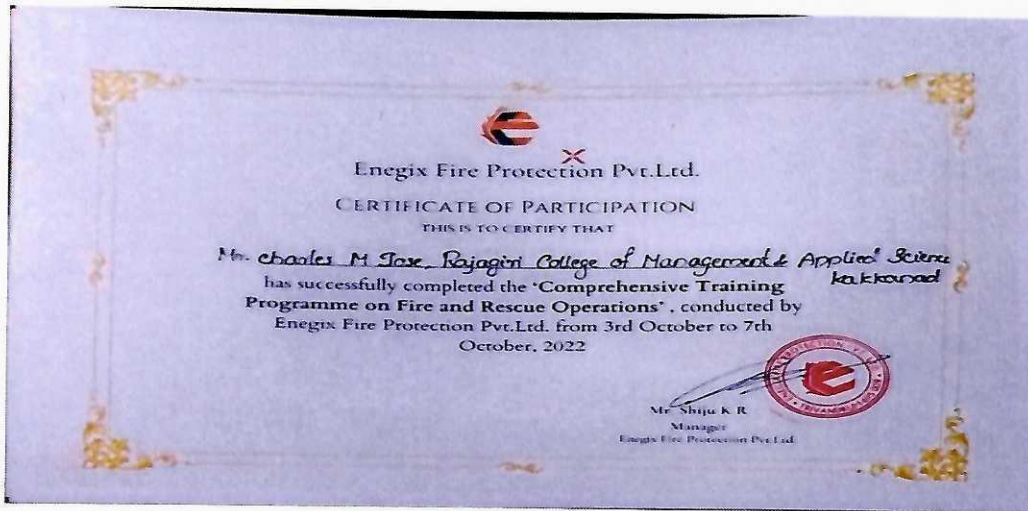 Enegix Fire Protection Pvt.Ltd.
CERTIFICATE OF PARTICIPATION
THIS IS TO CERTIFY THAT
Mr. Charles M Jose, Rajagiri College of Management & Applied Science
Kakkanad
has successfully completed the 'Comprehensive Training
Programme on Fire and Rescue Operations', conducted by
Enegix Fire Protection Pvt.Ltd. from 3rd October to 7th
October, 2022
Mr. Shiju K R
Manager
Enegix Fire Protection Pvt.Ltd.